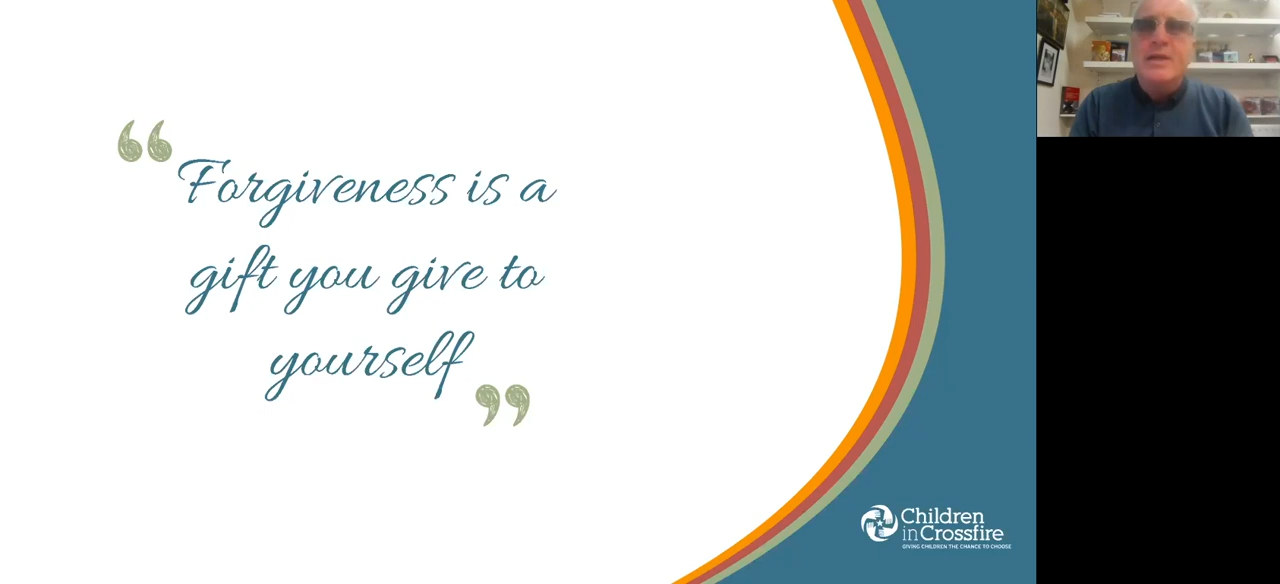 “Forgiveness is a
gift you give to
yourself”
Children
in Crossfire
GIVING CHILDREN THE CHANCE TO CHOOSE